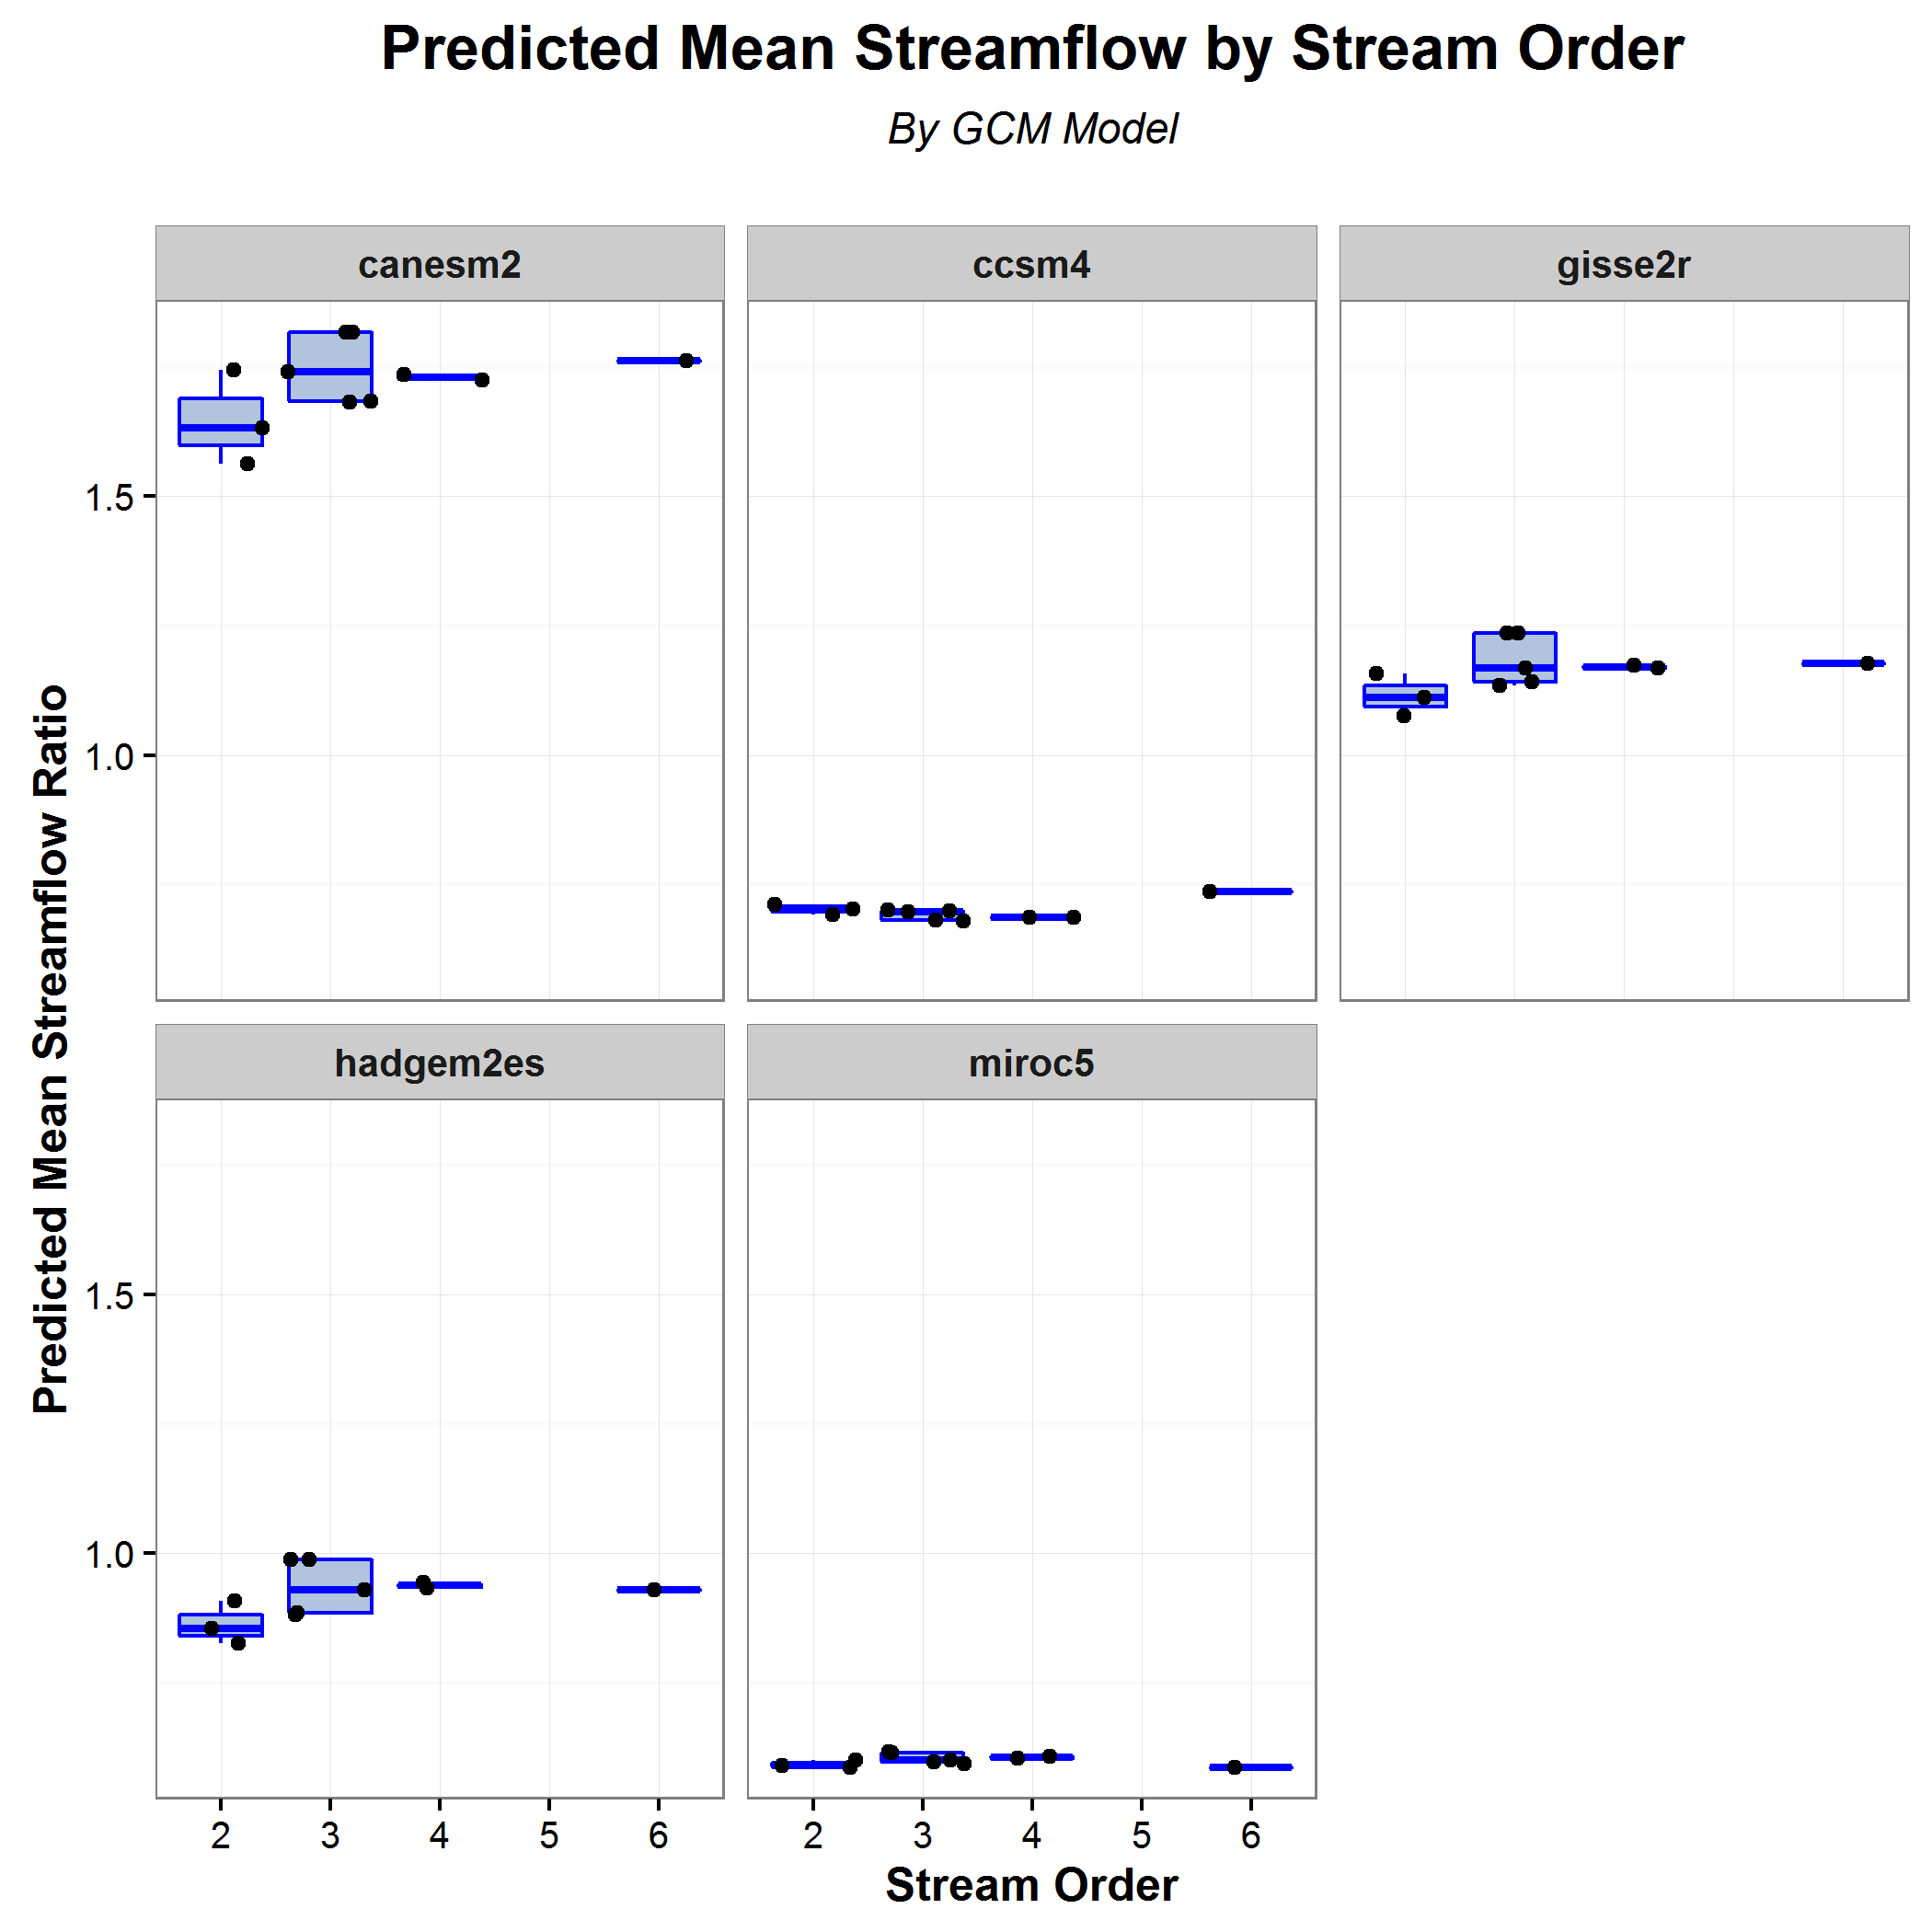 Predicted Mean Streamflow by Stream Order
By GCM Model
canesm2
ccsm4
gisse2r
1.5
1.0
Predicted Mean Streamflow Ratio
hadgem2es
miroc5
1.5
1.0
2 3 4 5 6
2 3 4 5 6
Stream Order